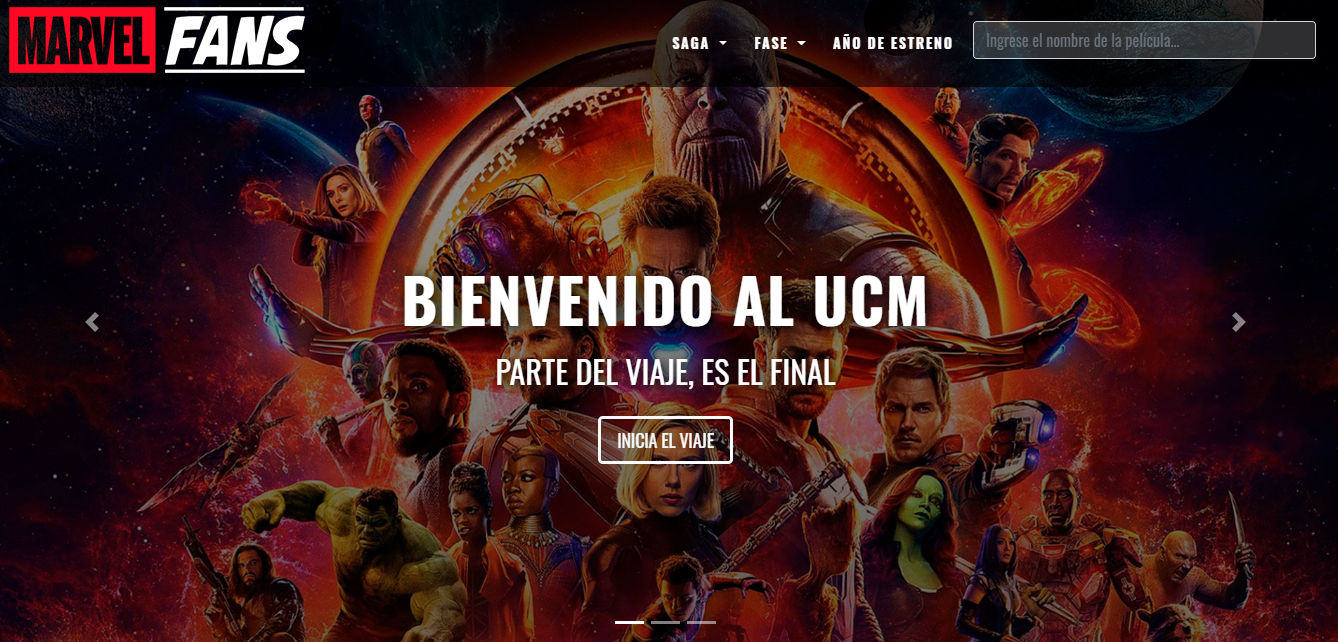 MARVEL FANS
SAGA
FASE
AÑO DE ESTRENO
Ingrese el nombre de la película...
BIENVENIDO AL UCM
PARTE DEL VIAJE, ES EL FINAL
INICIA EL VIAJE